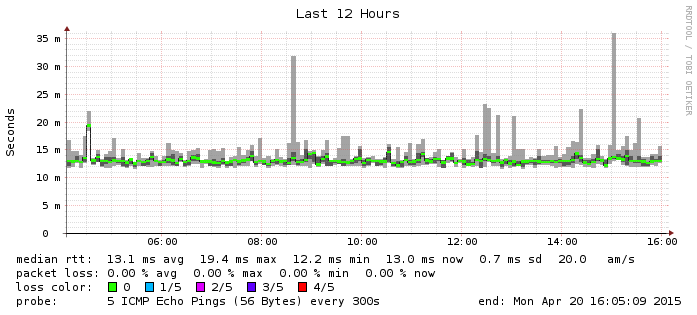 Last 12 Hours
RRDTOOL / TOBI OETIKER
Seconds
35 m
30 m
25 m
20 m
15 m
10 m
5 m
0
06:00 08:00 10:00 12:00 14:00 16:00
median rtt: 13.1 ms avg 19.4 ms max 12.2 ms min 13.0 ms now 0.7 ms sd 20.0 am/s
packet loss: 0.00 % avg 0.00 % max 0.00 % min 0.00 % now
loss color: 0 1/5 2/5 3/5 4/5
probe: 5 ICMP Echo Pings (56 Bytes) every 300s end: Mon Apr 20 16:05:09 2015